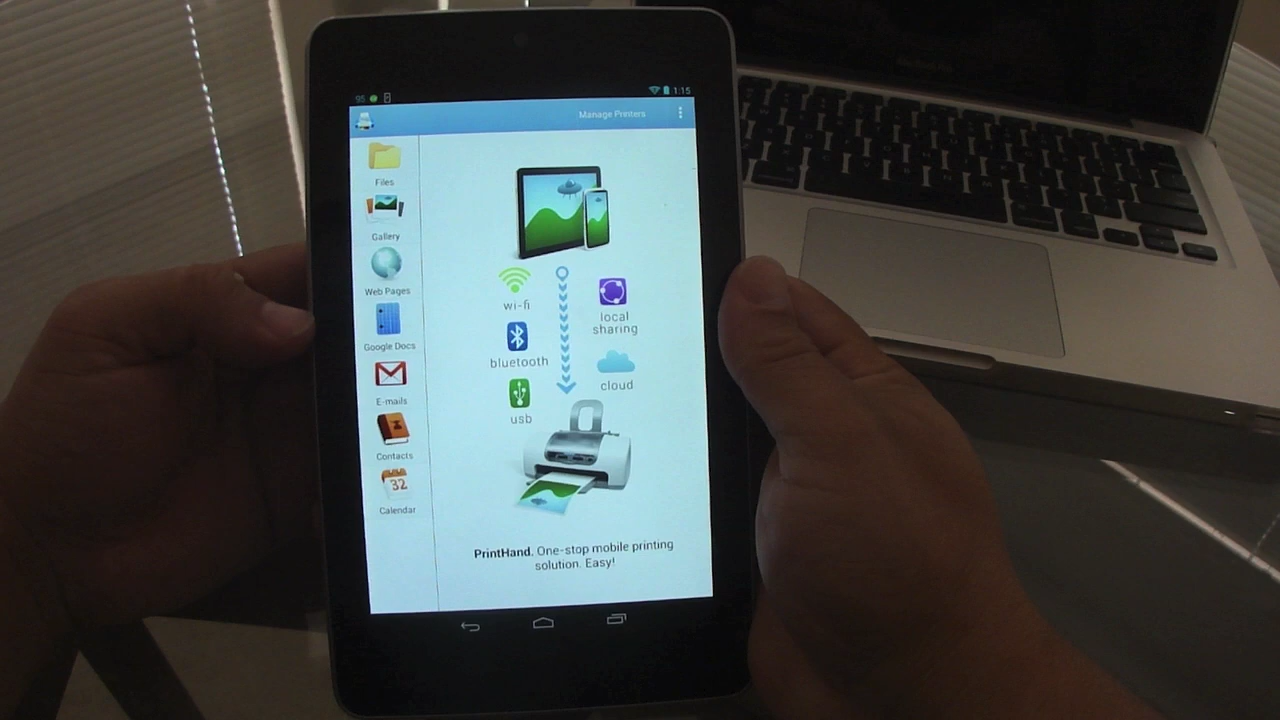 95
1:15
Manage Printers
Files
Gallery
Web Pages
Google Docs
E-mails
Contacts
32
Calendar
wi-fi
local
sharing
bluetooth
cloud
usb
PrintHand. One-stop mobile printing
solution. Easy!